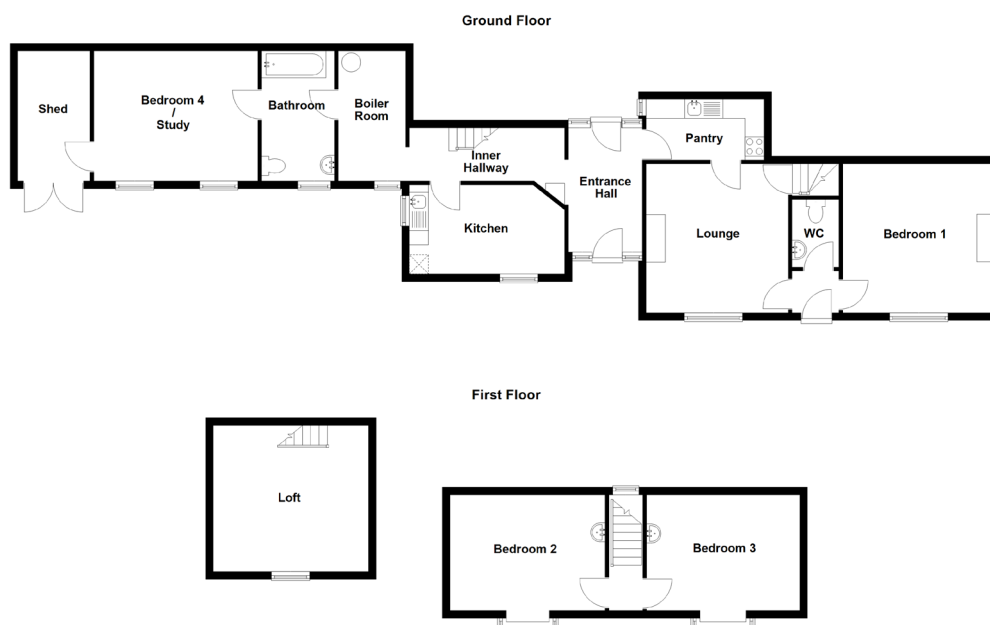 Ground Floor
Shed
Bedroom 4
/
Study
Bathroom
Boiler
Room
Inner
Hallway
Kitchen
Entrance
Hall
Pantry
Lounge
WC
Bedroom 1
First Floor
Loft
Bedroom 2
Bedroom 3